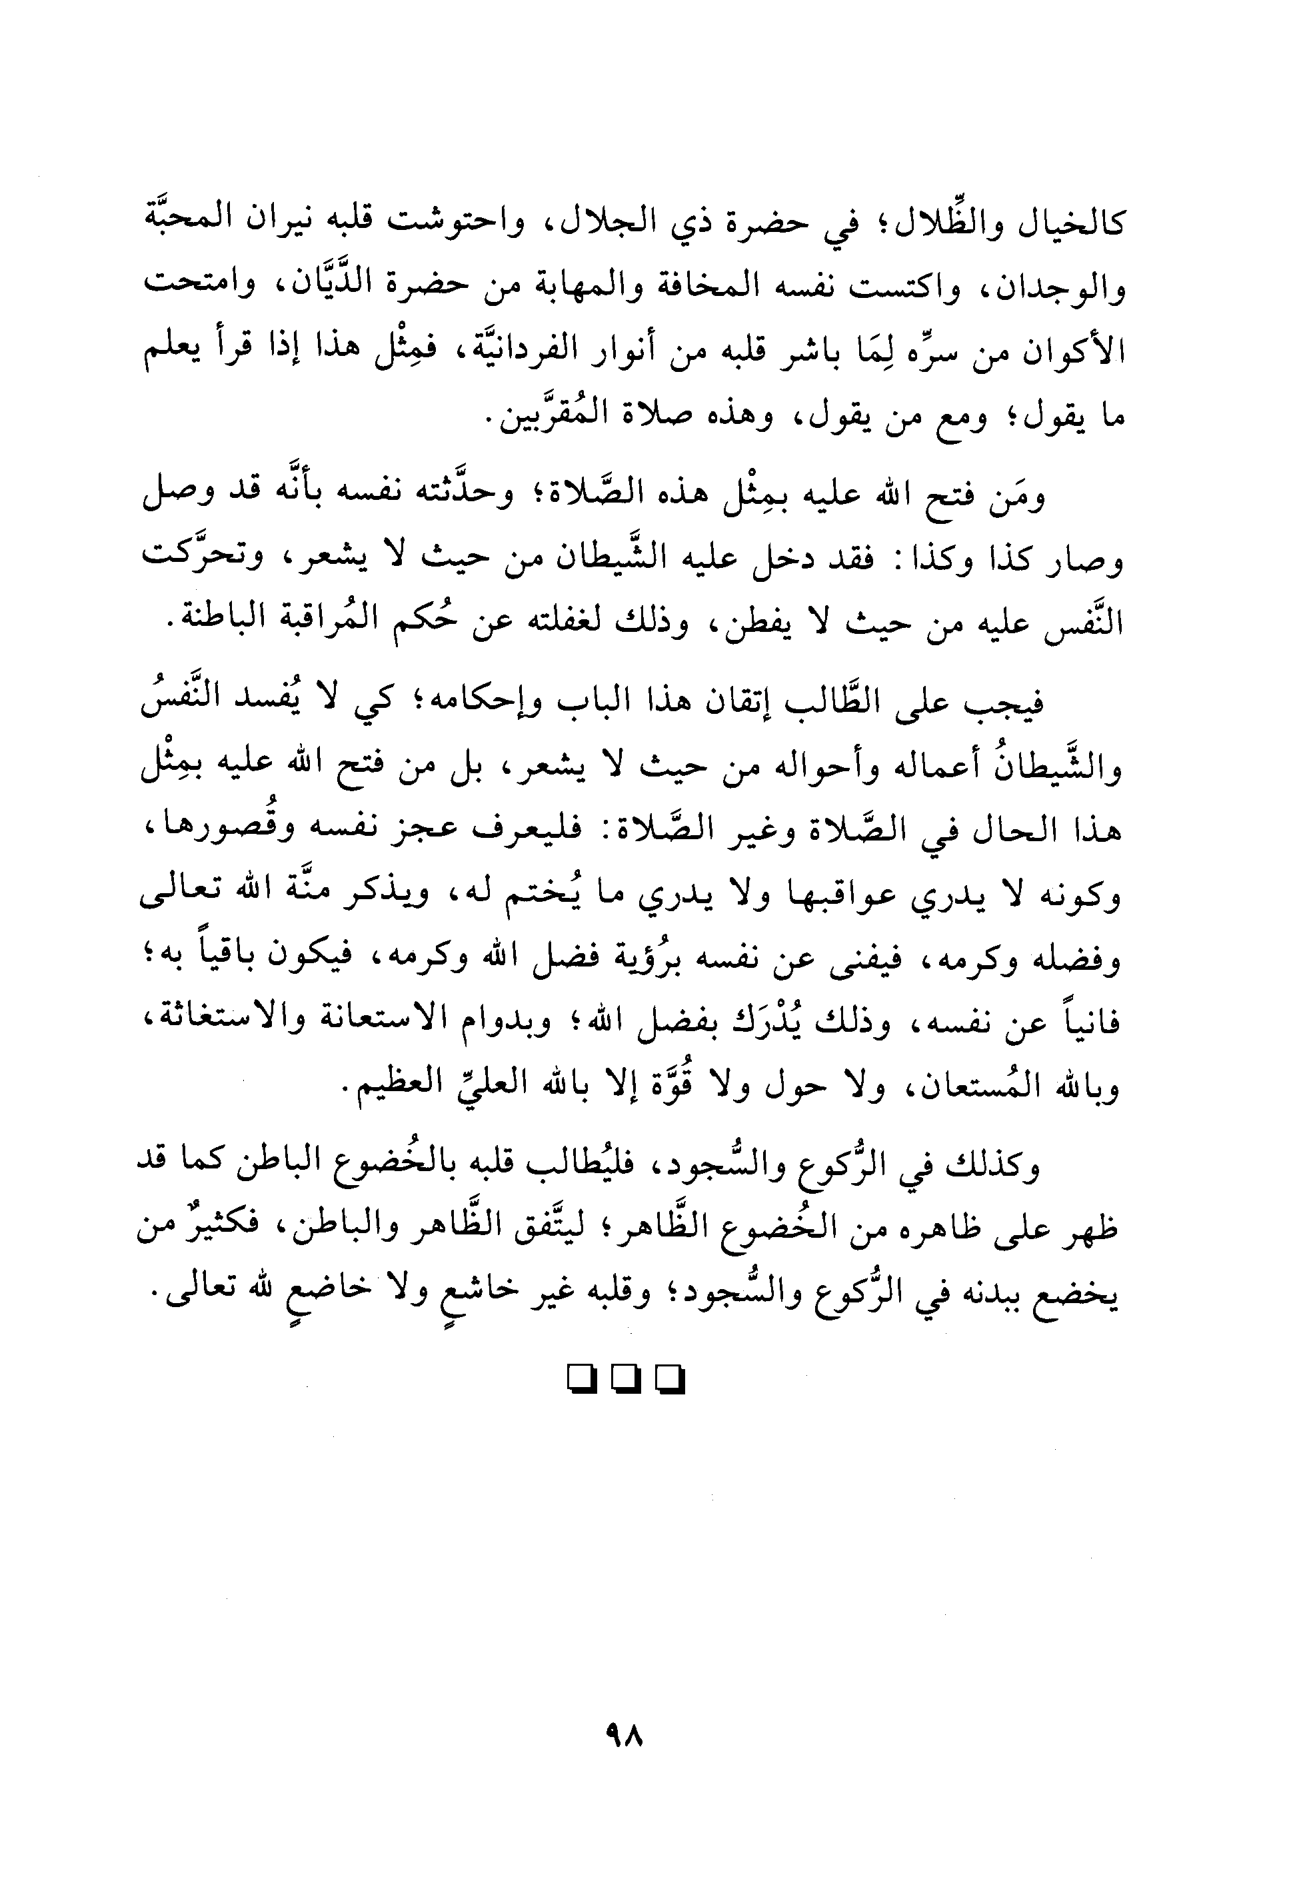 كالخيال والظِّلال؛ في حضرة ذي الجلال، واحتوشت قلبه نيران المحبَّة
والوجدان، واكتست نفسه المخافة والمهابة من حضرة الدَّيَّان، وامتحت
الأكوان من سرِّه لِمَا باشر قلبه من أنوار الفردانيَّة، فمِثْل هذا إذا قرأ يعلم
ما يقول؛ ومع من يقول، وهذه صلاة المُقرَّبين.
ومَن فتح الله عليه بمِثْل هذه الصَّلاة؛ وحدَّثته نفسه بأنَّه قد وصل
وصار كذا وكذا: فقد دخل عليه الشَّيطان من حيث لا يشعر، وتحرَّكت
النَّفس عليه من حيث لا يفطن، وذلك لغفلته عن حُكم المُراقبة الباطنة.
فيجب على الطَّالب إتقان هذا الباب وإحكامه؛ كي لا يُفسد النَّفسُ
والشَّيطانُ أعماله وأحواله من حيث لا يشعر، بل من فتح الله عليه بمِثْل
هذا الحال في الصَّلاة وغير الصَّلاة: فليعرف عجز نفسه وقُصورها،
وكونه لا يدري عواقبها ولا يدري ما يُختم له، ويذكر منَّة الله تعالى
وفضله وكرمه، فيفنى عن نفسه برُؤية فضل الله وكرمه، فيكون باقياً به؛
فانياً عن نفسه، وذلك يُدْرَك بفضل الله؛ وبدوام الاستعانة والاستغاثة،
وبالله المُستعان، ولا حول ولا قُوَّة إلا بالله العليِّ العظيم.
وكذلك في الرُّكوع والسُّجود، فليُطالب قلبه بالخُضوع الباطن كما قد
ظهر على ظاهره من الخُضوع الظَّاهر؛ ليتَّفق الظَّاهر والباطن، فكثيرٌ من
يخضع ببدنه في الرُّكوع والسُّجود؛ وقلبه غير خاشعٍ ولا خاضعٍ لله تعالى.
٩٨